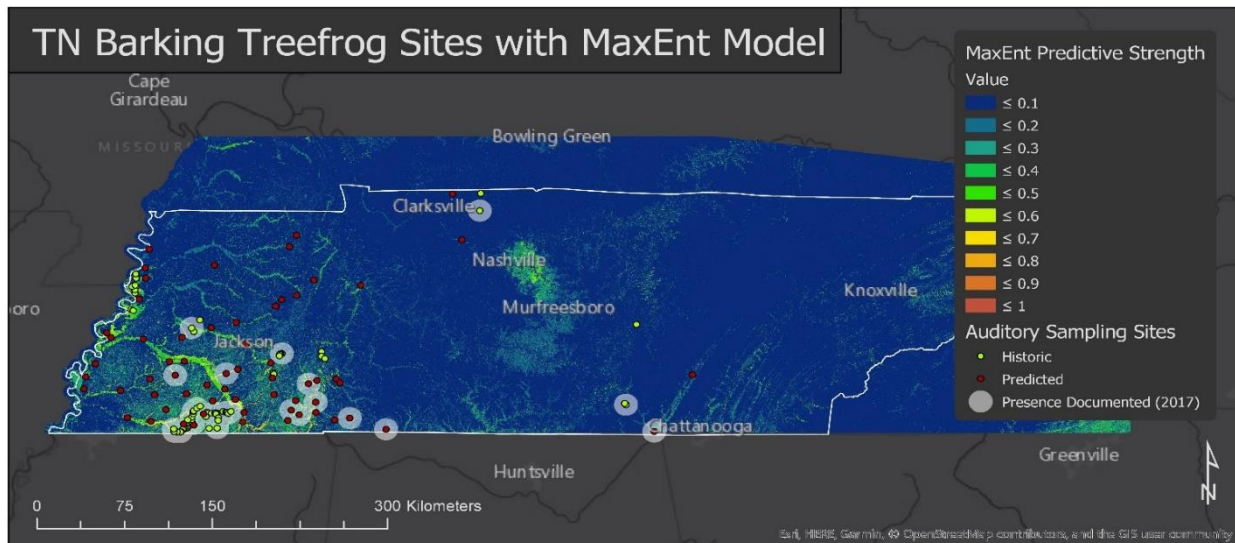 TN Barking Treefrog Sites with MaxEnt Model
MaxEnt Predictive Strength
Value
≤ 0.1
≤ 0.2
≤ 0.3
≤ 0.4
≤ 0.5
≤ 0.6
≤ 0.7
≤ 0.8
≤ 0.9
≤ 1
Auditory Sampling Sites
Historic
Predicted
Presence Documented (2017)
Cape
Girardeau
MISSOURI
Bowling Green
Clarksville
Nashville
Knoxville
Murfreesboro
oro
Jackson
Chattanooga
Greenville
Huntsville
N
0 75 150 300 Kilometers
Esri, HERE, Garmin, © OpenStreetMap contributors, and the GIS user community